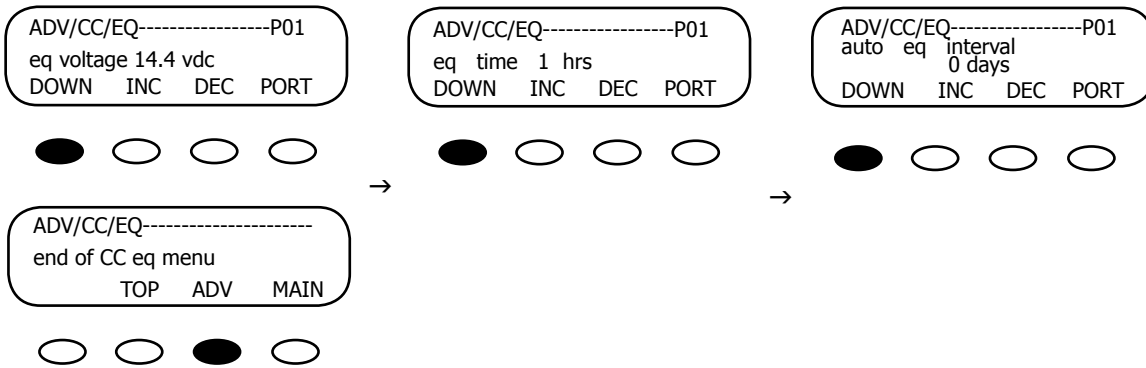 ADV/CC/EQ------------------P01
eq voltage 14.4 vdc
DOWN INC DEC PORT
→
ADV/CC/EQ-----------------P01
eq time 1 hrs
DOWN INC DEC PORT
→
ADV/CC/EQ-----------------P01
auto eq interval
0 days
DOWN INC DEC PORT
ADV/CC/EQ----------------------
end of CC eq menu
TOP ADV MAIN